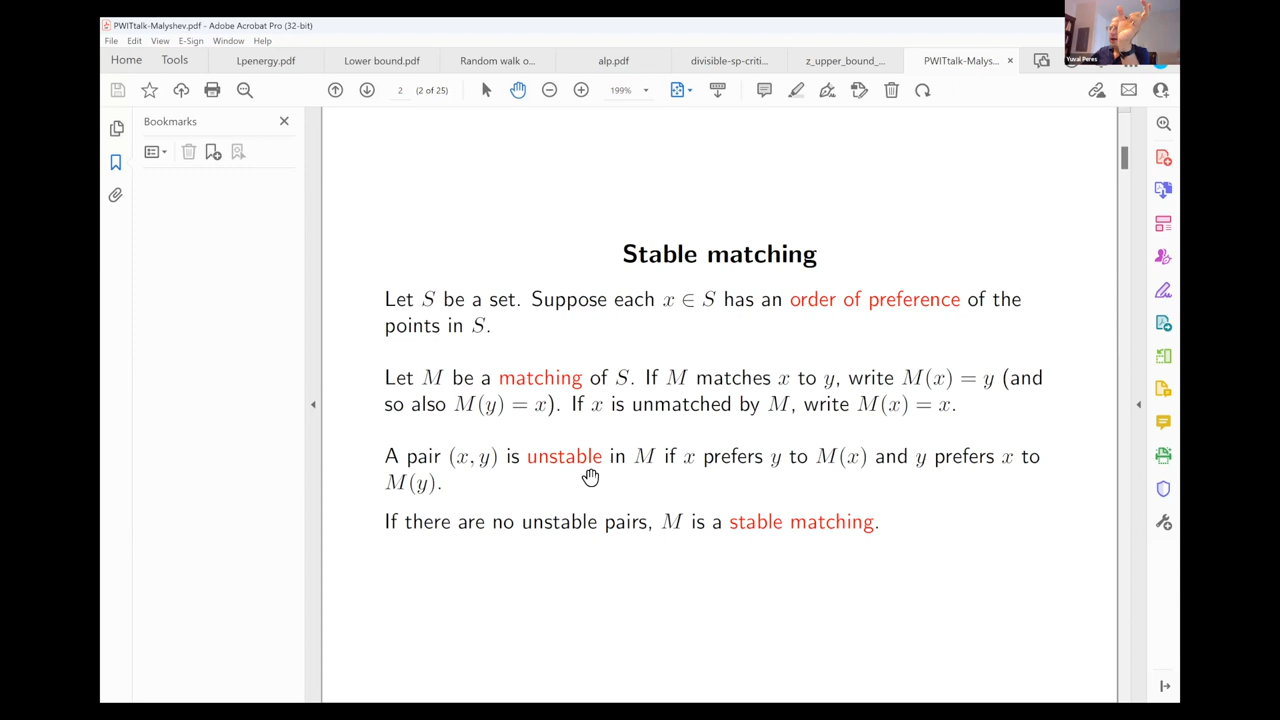 PWITtalk-Malyshev.pdf - Adobe Acrobat Pro (32-bit)
File Edit View E-Sign Window Help
Home Tools Lpenergy.pdf Lower bound.pdf Random walk o... alp.pdf divisible-sp-criti... z_upper_bound_... PWITtalk-Malys... ×
2 (2 of 25) 199%
Yuval Peres
Bookmarks
Stable matching
Let S be a set. Suppose each x ∈ S has an order of preference of the
points in S.
Let M be a matching of S. If M matches x to y, write M(x) = y (and
so also M(y) = x). If x is unmatched by M, write M(x) = x.
A pair (x, y) is unstable in M if x prefers y to M(x) and y prefers x to
M(y).
If there are no unstable pairs, M is a stable matching.